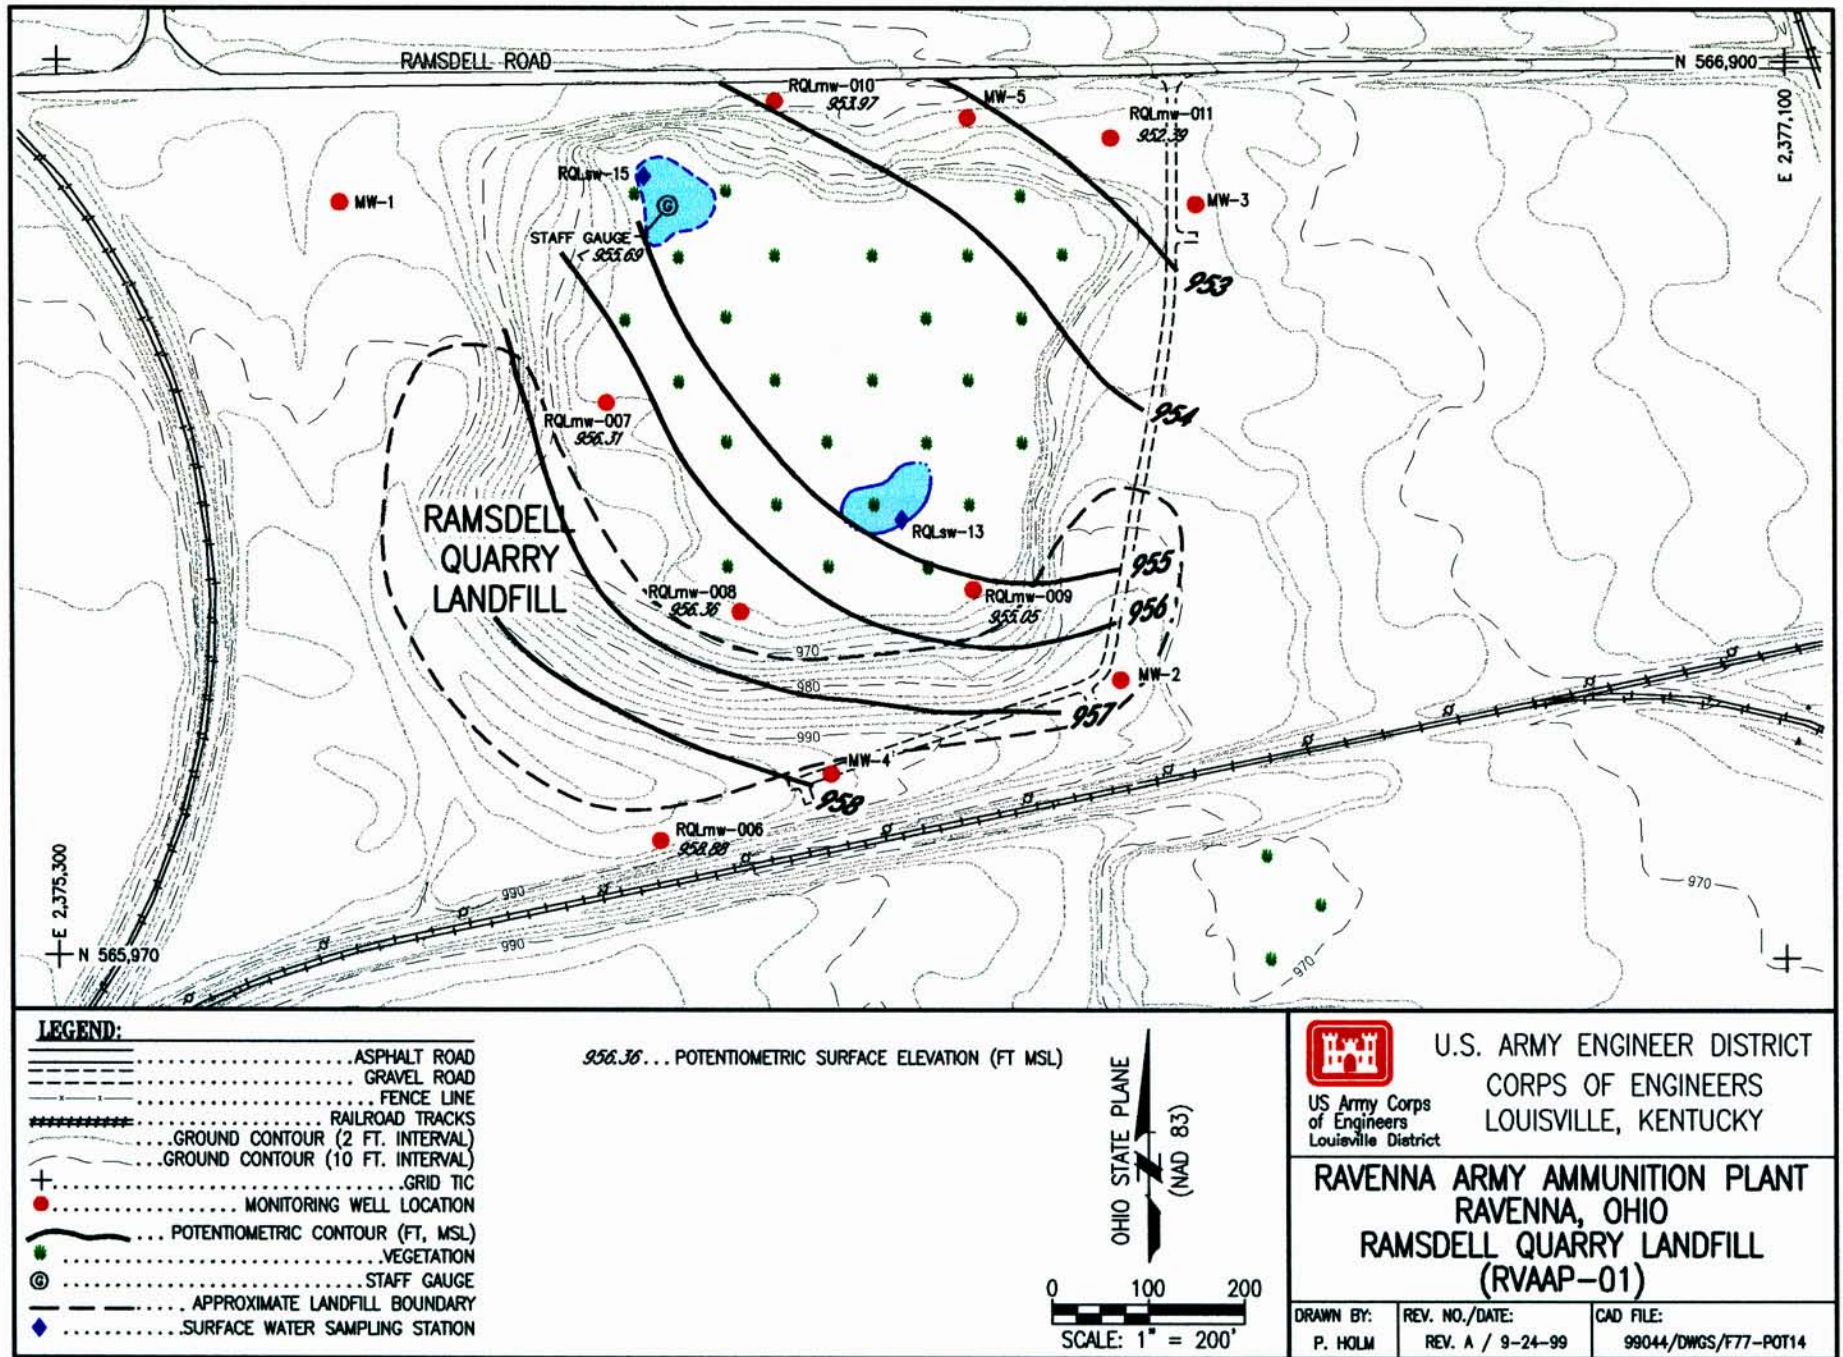 RAMSDELL ROAD
N 566,900
E 2,377,100
RQLmw-010
953.97
MW-5
RQLmw-011
952.39
RQLsw-15
MW-1
G
MW-3
STAFF GAUGE
< 955.69
953
RQLmw-007
956.31
954
RAMSDELL
QUARRY
LANDFILL
RQLsw-13
955
RQLmw-008
956.36
RQLmw-009
955.05
956
970
MW-2
980
957
990
MW-4
958
RQLmw-006
958.88
990
970
E 2,375,300
N 565,970
990
970
LEGEND:
ASPHALT ROAD
GRAVEL ROAD
FENCE LINE
RAILROAD TRACKS
GROUND CONTOUR (2 FT. INTERVAL)
GROUND CONTOUR (10 FT. INTERVAL)
GRID TIC
MONITORING WELL LOCATION
POTENTIOMETRIC CONTOUR (FT, MSL)
VEGETATION
G STAFF GAUGE
APPROXIMATE LANDFILL BOUNDARY
SURFACE WATER SAMPLING STATION
956.36... POTENTIOMETRIC SURFACE ELEVATION (FT MSL)
OHIO STATE PLANE
(NAD 83)
0 100 200
SCALE: 1" = 200'
US Army Corps
of Engineers
Louisville District
U.S. ARMY ENGINEER DISTRICT
CORPS OF ENGINEERS
LOUISVILLE, KENTUCKY
RAVENNA ARMY AMMUNITION PLANT
RAVENNA, OHIO
RAMSDELL QUARRY LANDFILL
(RVAAP-01)
DRAWN BY:
P. HOLM
REV. NO./DATE:
REV. A / 9-24-99
CAD FILE:
99044/DWGS/F77-POT14